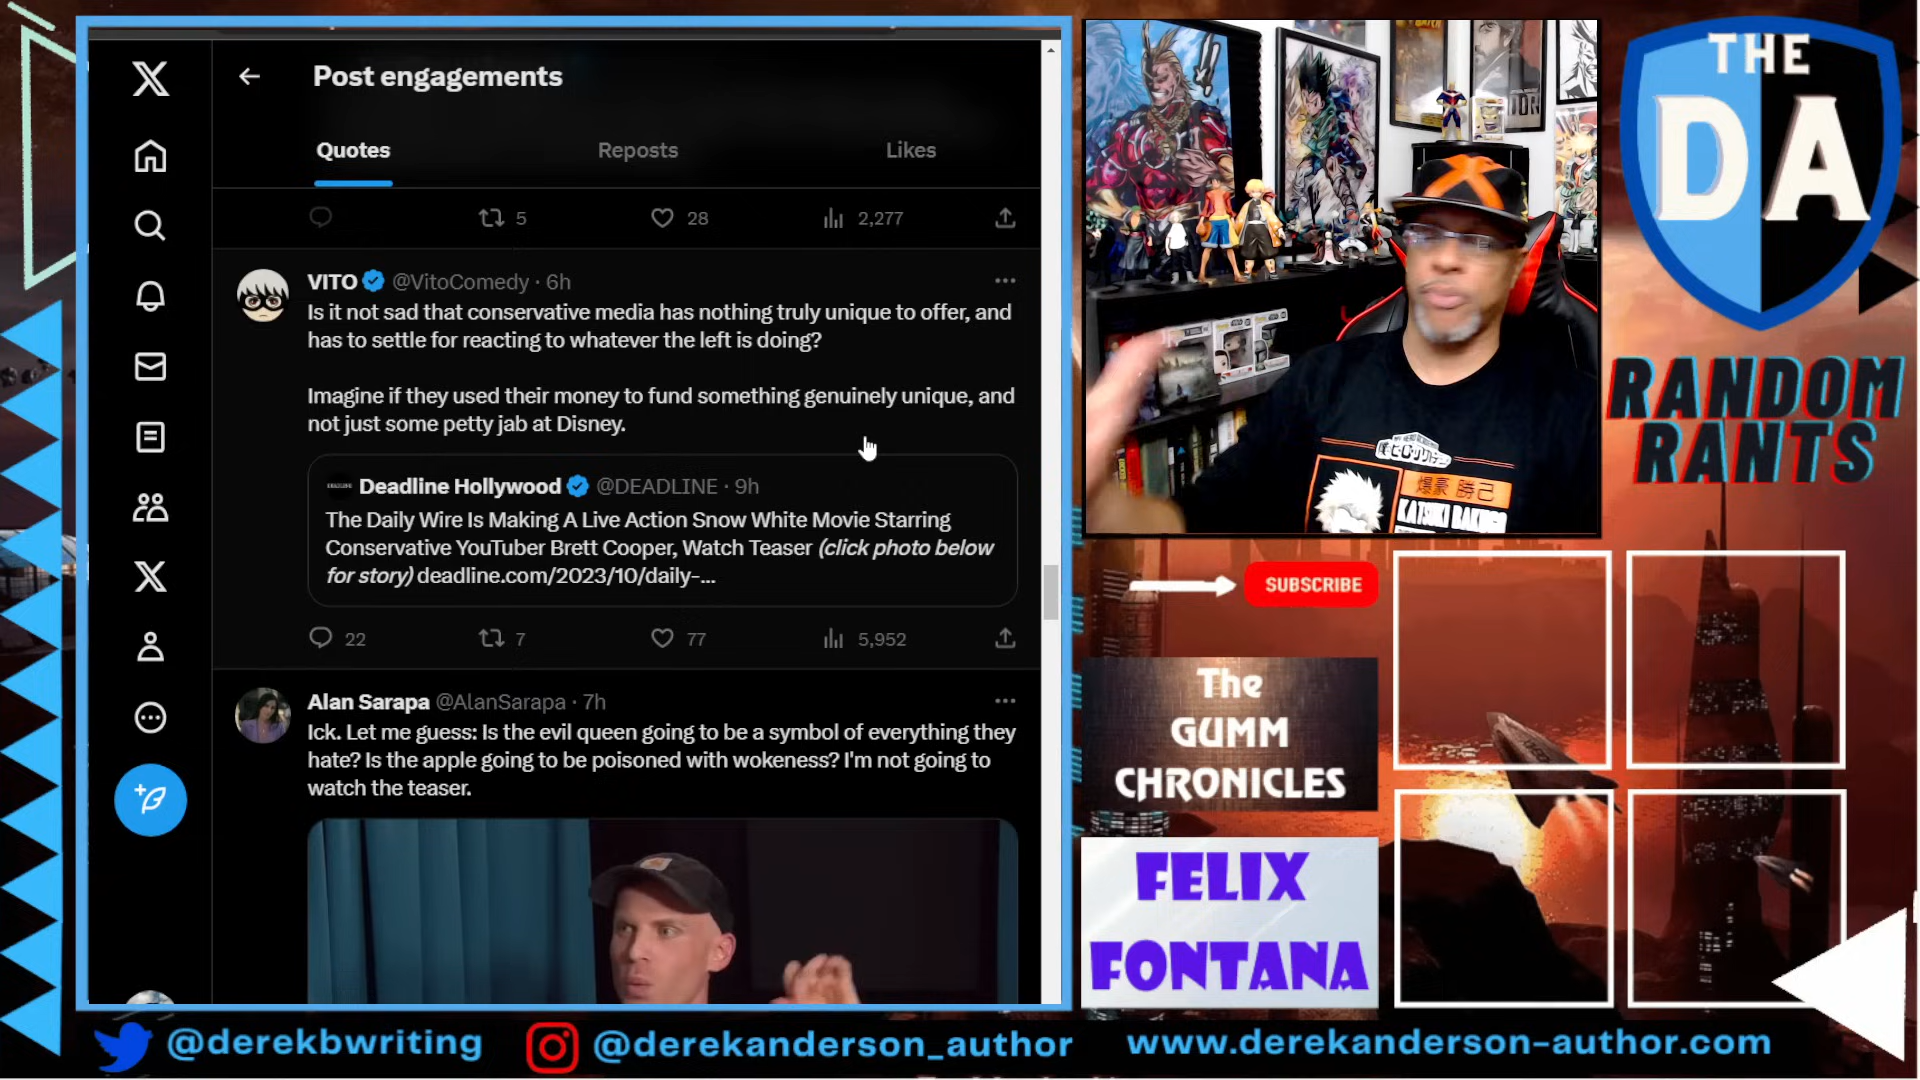 Post engagements
Quotes
Reposts
Likes
5
28
2,277
VITO @VitoComedy · 6h
Is it not sad that conservative media has nothing truly unique to offer, and
has to settle for reacting to whatever the left is doing?
Imagine if they used their money to fund something genuinely unique, and
not just some petty jab at Disney.
Deadline Hollywood @DEADLINE · 9h
The Daily Wire Is Making A Live Action Snow White Movie Starring
Conservative YouTuber Brett Cooper, Watch Teaser (click photo below
for story) deadline.com/2023/10/daily-...
22
7
77
5,952
Alan Sarapa @AlanSarapa · 7h
Ick. Let me guess: Is the evil queen going to be a symbol of everything they
hate? Is the apple going to be poisoned with wokeness? I'm not going to
watch the teaser.
爆豪 勝己
THE
DA
RANDOM
RANTS
SUBSCRIBE
The
GUMM
CHRONICLES
FELIX
FONTANA
@derekbwriting
@derekanderson_author
www.derekanderson-author.com